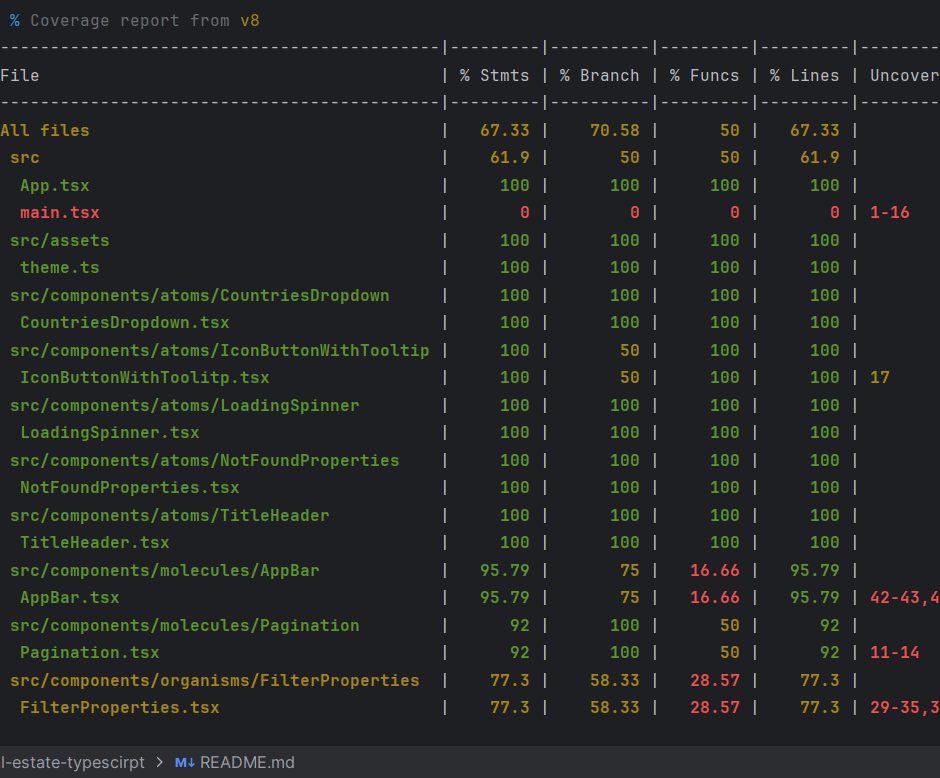 % Coverage report from v8
-------------------------------------------|---------|----------|---------|---------|--------
File | % Stmts | % Branch | % Funcs | % Lines | Uncover
-------------------------------------------|---------|----------|---------|---------|--------
All files | 67.33 | 70.58 | 50 | 67.33 |
src | 61.9 | 50 | 50 | 61.9 |
App.tsx | 100 | 100 | 100 | 100 |
main.tsx | 0 | 0 | 0 | 0 | 1-16
src/assets | 100 | 100 | 100 | 100 |
theme.ts | 100 | 100 | 100 | 100 |
src/components/atoms/CountriesDropdown | 100 | 100 | 100 | 100 |
CountriesDropdown.tsx | 100 | 100 | 100 | 100 |
src/components/atoms/IconButtonWithTooltip | 100 | 50 | 100 | 100 |
IconButtonWithToolitp.tsx | 100 | 50 | 100 | 100 | 17
src/components/atoms/LoadingSpinner | 100 | 100 | 100 | 100 |
LoadingSpinner.tsx | 100 | 100 | 100 | 100 |
src/components/atoms/NotFoundProperties | 100 | 100 | 100 | 100 |
NotFoundProperties.tsx | 100 | 100 | 100 | 100 |
src/components/atoms/TitleHeader | 100 | 100 | 100 | 100 |
TitleHeader.tsx | 100 | 100 | 100 | 100 |
src/components/molecules/AppBar | 95.79 | 75 | 16.66 | 95.79 |
AppBar.tsx | 95.79 | 75 | 16.66 | 95.79 | 42-43,4
src/components/molecules/Pagination | 92 | 100 | 50 | 92 |
Pagination.tsx | 92 | 100 | 50 | 92 | 11-14
src/components/organisms/FilterProperties | 77.3 | 58.33 | 28.57 | 77.3 |
FilterProperties.tsx | 77.3 | 58.33 | 28.57 | 77.3 | 29-35,3
l-estate-typescirpt > M↓ README.md